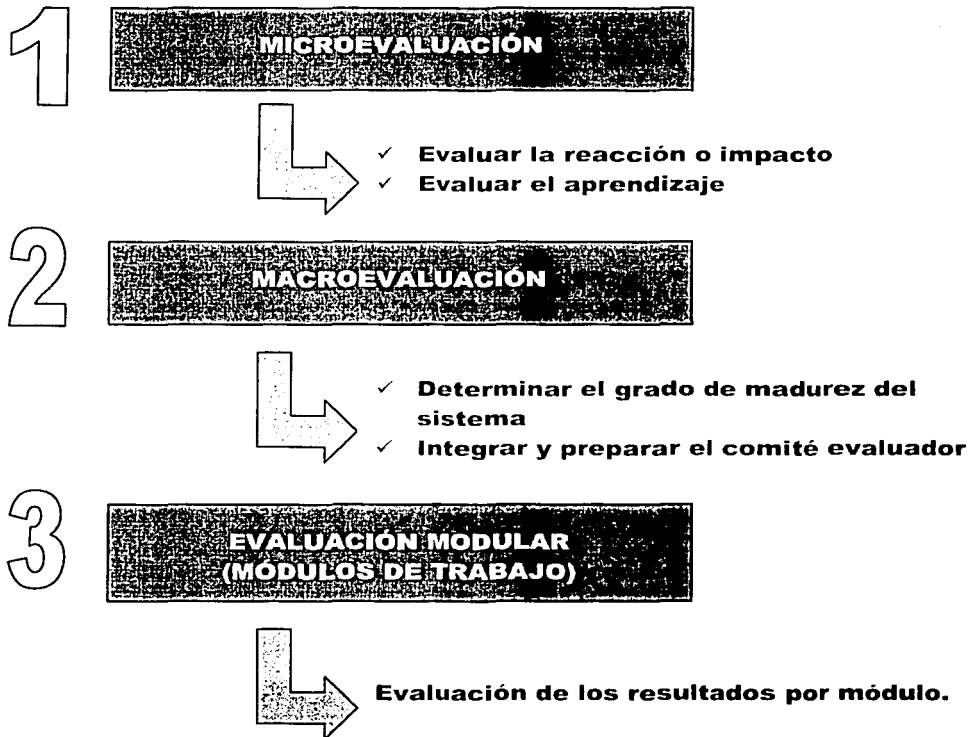 1
MICROEVALUACIÓN
✓ Evaluar la reacción o impacto
✓ Evaluar el aprendizaje
2
MACROEVALUACIÓN
✓ Determinar el grado de madurez del
sistema
✓ Integrar y preparar el comité evaluador
3
EVALUACIÓN MODULAR
(MÓDULOS DE TRABAJO)
Evaluación de los resultados por módulo.